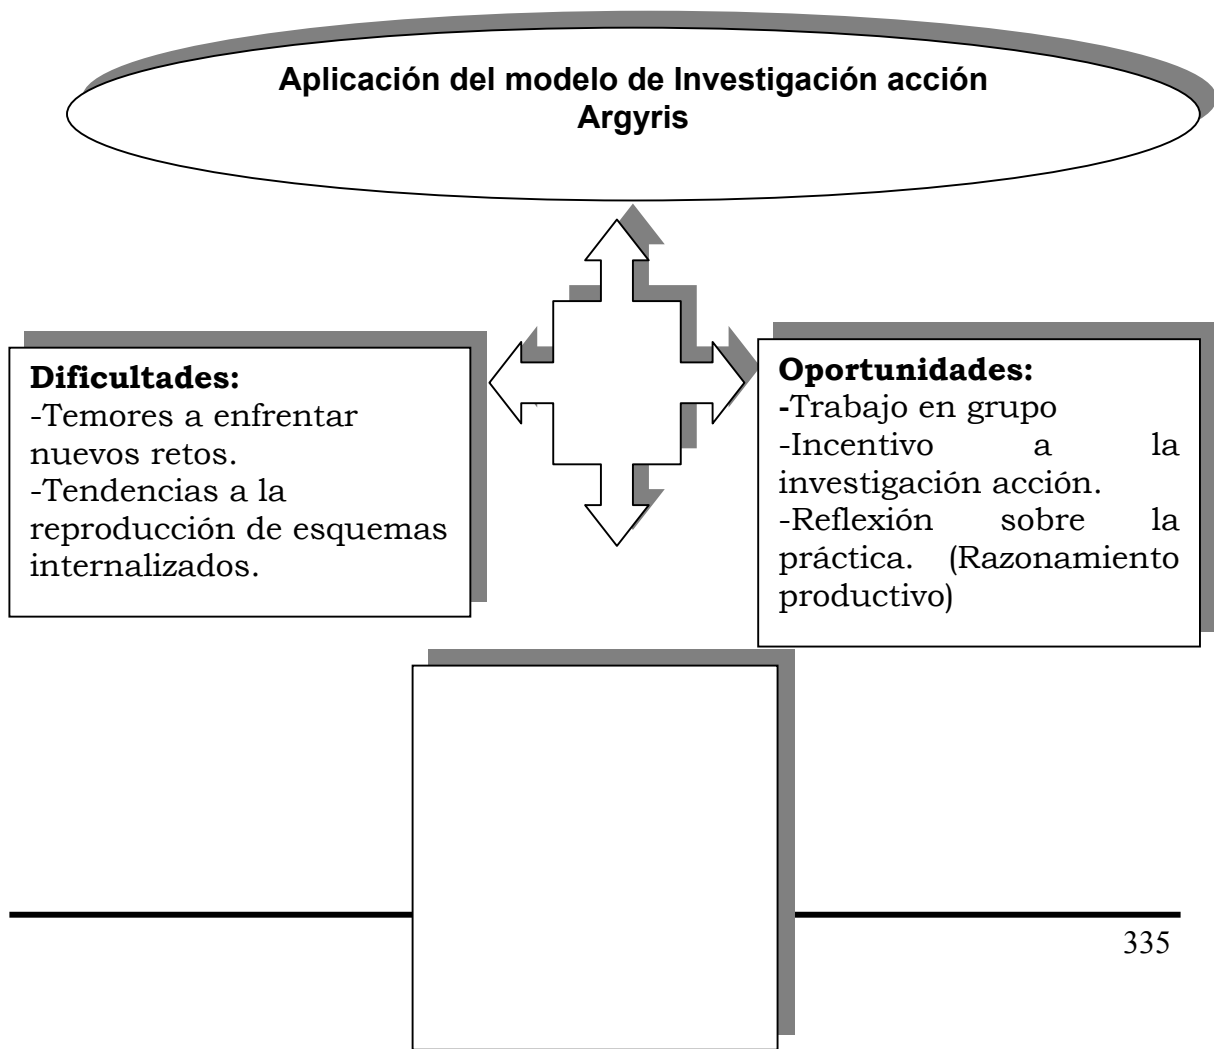 Aplicación del modelo de Investigación acción
Argyris
Dificultades:
-Temores a enfrentar
nuevos retos.
-Tendencias a la
reproducción de esquemas
internalizados.
Oportunidades:
-Trabajo en grupo
-Incentivo a la
investigación acción.
-Reflexión sobre la
práctica. (Razonamiento
productivo)
335